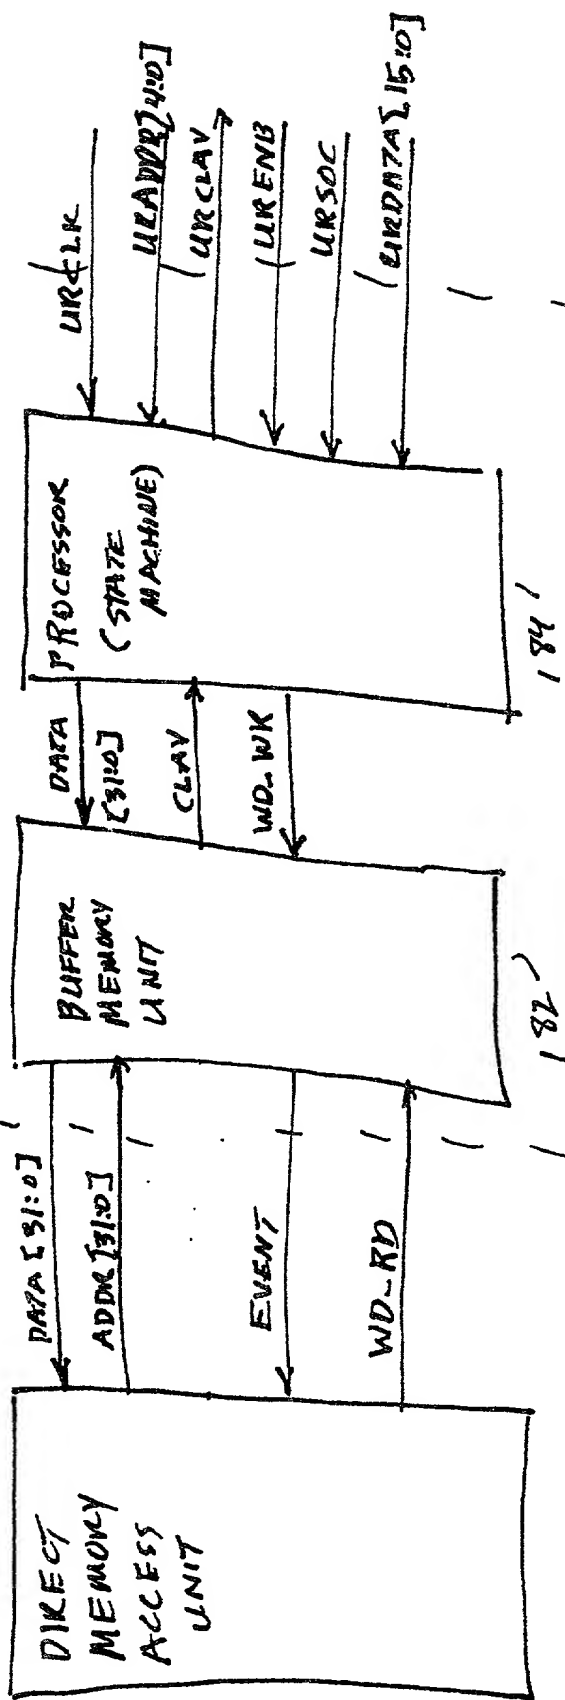 DIRECT
MEMORY
ACCESS
UNIT
DATA [31:0]
ADDR [31:0]
EVENT
WD_RD
BUFFER
MEMORY
UNIT
182
DATA
[31:0]
CLAV
WD_WR
PROCESSOR
(STATE
MACHINE)
184
URCLK
URADDR[4:0]
URCLAV
URENB
URSOC
URDATA[15:0]